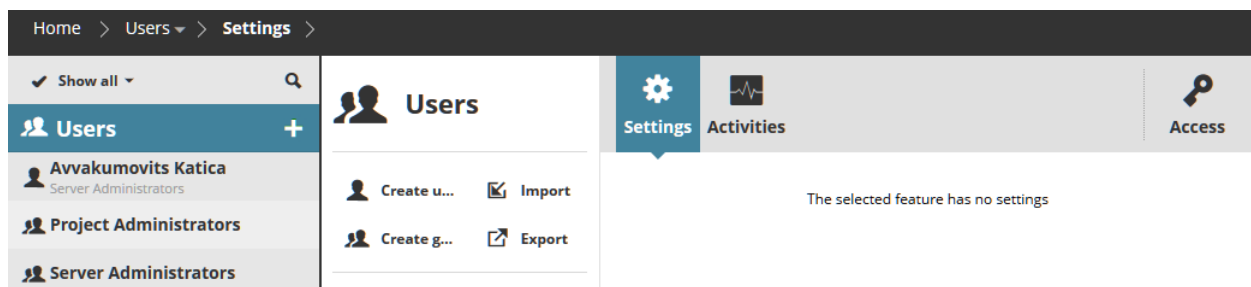 Home > Users > Settings >
Show all
Users +
Avvakumovits Katica
Server Administrators
Project Administrators
Server Administrators
Users
Create u... Import
Create g... Export
Settings Activities Access
The selected feature has no settings